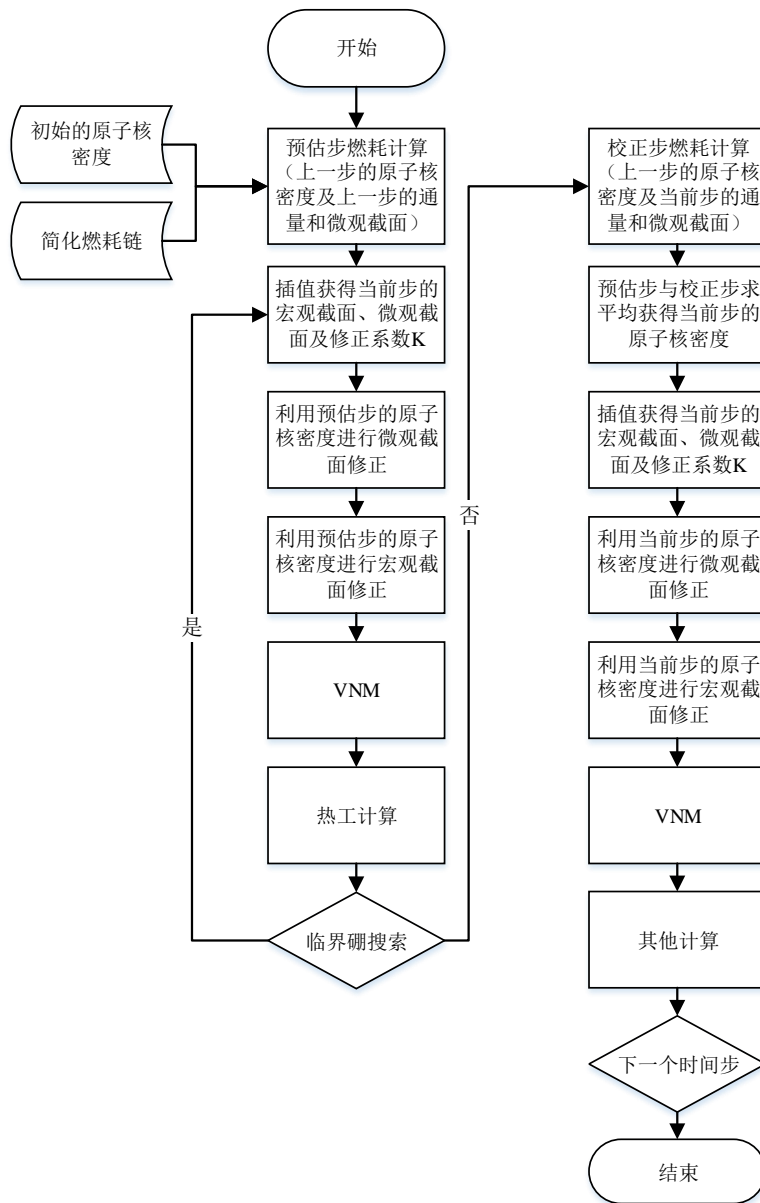 开始
初始的原子核
密度
简化燃耗链
预估步燃耗计算
（上一步的原子核
密度及上一步的通
量和微观截面）
插值获得当前步的
宏观截面、微观截
面及修正系数K
利用预估步的原子
核密度进行微观截
面修正
利用预估步的原子
核密度进行宏观截
面修正
VNM
热工计算
临界硼搜索
是
否
校正步燃耗计算
（上一步的原子核
密度及当前步的通
量和微观截面）
预估步与校正步求
平均获得当前步的
原子核密度
插值获得当前步的
宏观截面、微观截
面及修正系数K
利用当前步的原子
核密度进行微观截
面修正
利用当前步的原子
核密度进行宏观截
面修正
VNM
其他计算
下一个时间步
结束